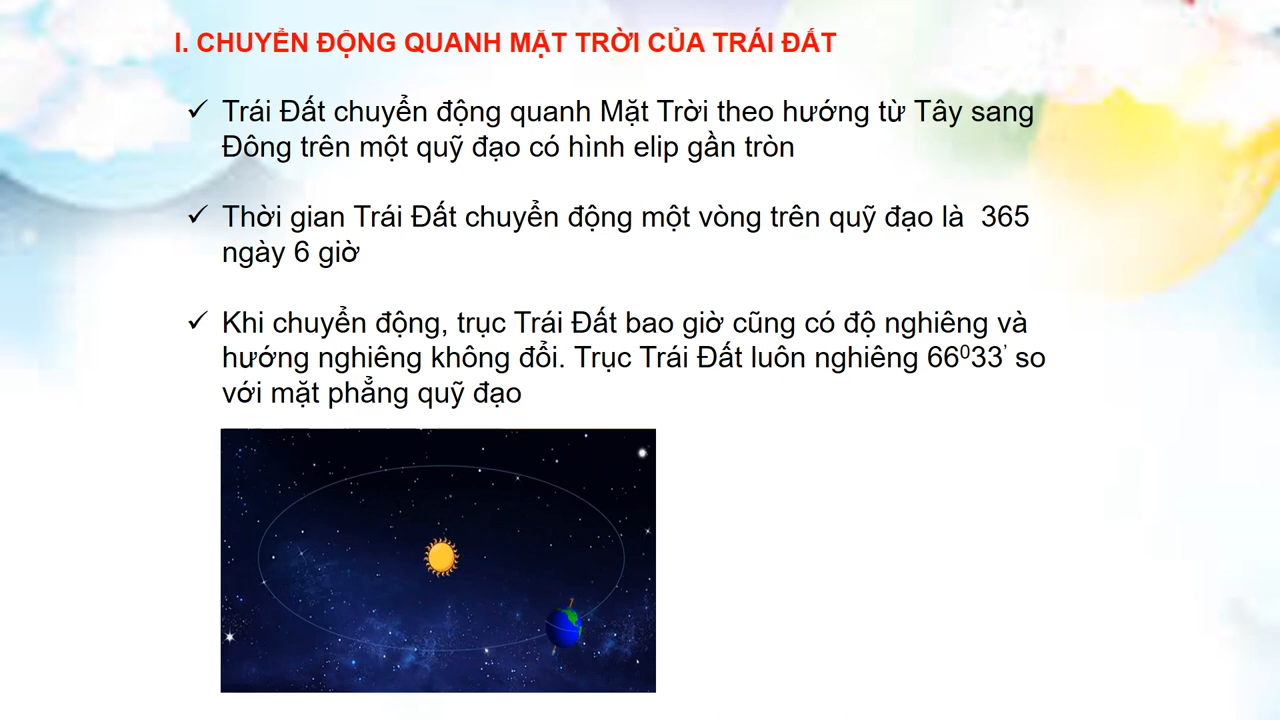 I. CHUYỂN ĐỘNG QUANH MẶT TRỜI CỦA TRÁI ĐẤT
✓ Trái Đất chuyển động quanh Mặt Trời theo hướng từ Tây sang
Đông trên một quỹ đạo có hình elip gần tròn
✓ Thời gian Trái Đất chuyển động một vòng trên quỹ đạo là 365
ngày 6 giờ
✓ Khi chuyển động, trục Trái Đất bao giờ cũng có độ nghiêng và
hướng nghiêng không đổi. Trục Trái Đất luôn nghiêng 66⁰33’ so
với mặt phẳng quỹ đạo